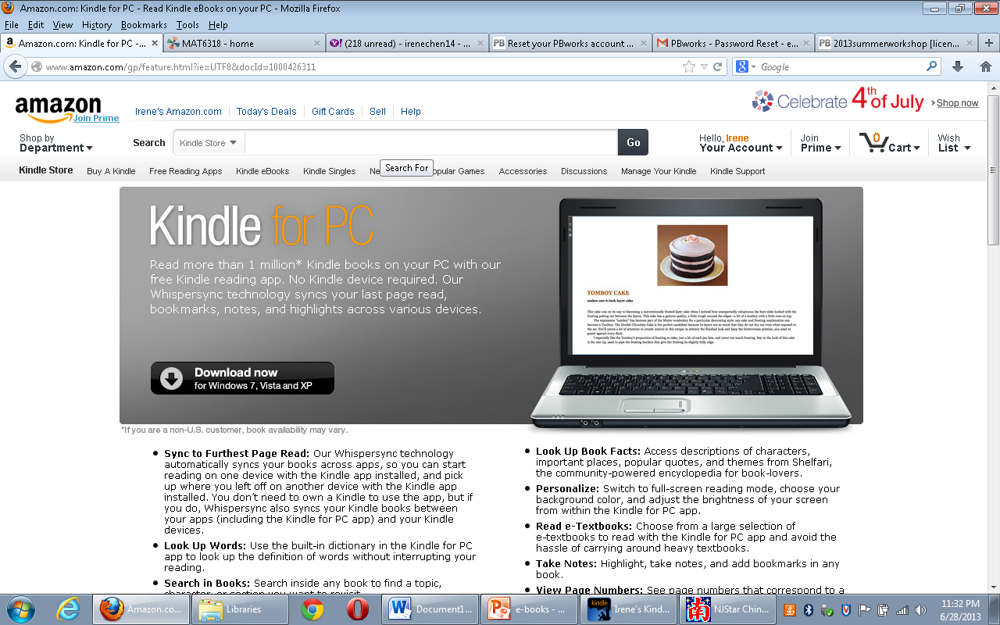 Amazon.com: Kindle for PC - Read Kindle eBooks on your PC - Mozilla Firefox
File Edit View History Bookmarks Tools Help
Amazon.com: Kindle for PC -... MAT6318 - home (218 unread) - irenechen14 - ... Reset your PBworks account ... PBworks - Password Reset - e... 2013summerworkshop [licen...
www.amazon.com/gp/feature.html?ie=UTF8&docId=1000426311 Google
amazon Join Prime
Irene's Amazon.com Today's Deals Gift Cards Sell Help
Celebrate 4th of July Shop now
Shop by Department
Search Kindle Store Go
Hello, Irene Your Account
Join Prime
0 Cart
Wish List
Kindle Store Buy A Kindle Free Reading Apps Kindle eBooks Kindle Singles Ne Search For opular Games Accessories Discussions Manage Your Kindle Kindle Support
Kindle for PC
Read more than 1 million* Kindle books on your PC with our
free Kindle reading app. No Kindle device required. Our
Whispersync technology syncs your last page read,
bookmarks, notes, and highlights across various devices.
Download now
for Windows 7, Vista and XP
TOMBOY CAKE
makes one 6-inch layer cake
*If you are a non-U.S. customer, book availability may vary.
Sync to Furthest Page Read: Our Whispersync technology
automatically syncs your books across apps, so you can start
reading on one device with the Kindle app installed, and pick
up where you left off on another device with the Kindle app
installed. You don't need to own a Kindle to use the app, but if
you do, Whispersync also syncs your Kindle books between
your apps (including the Kindle for PC app) and your Kindle
devices.
Look Up Words: Use the built-in dictionary in the Kindle for PC
app to look up the definition of words without interrupting your
reading.
Search in Books: Search inside any book to find a topic,
character, or section you want to revisit.
Look Up Book Facts: Access descriptions of characters,
important places, popular quotes, and themes from Shelfari,
the community-powered encyclopedia for book-lovers.
Personalize: Switch to full-screen reading mode, choose your
background color, and adjust the brightness of your screen
from within the Kindle for PC app.
Read e-Textbooks: Choose from a large selection of
e-textbooks to read with the Kindle for PC app and avoid the
hassle of carrying around heavy textbooks.
Take Notes: Highlight, take notes, and add bookmarks in any
book.
View Page Numbers: See page numbers that correspond to a
Amazon.co... Libraries Document1... e-books - ... kindle Irene's Kind... 南 NJStar Chin...
11:32 PM
6/28/2013